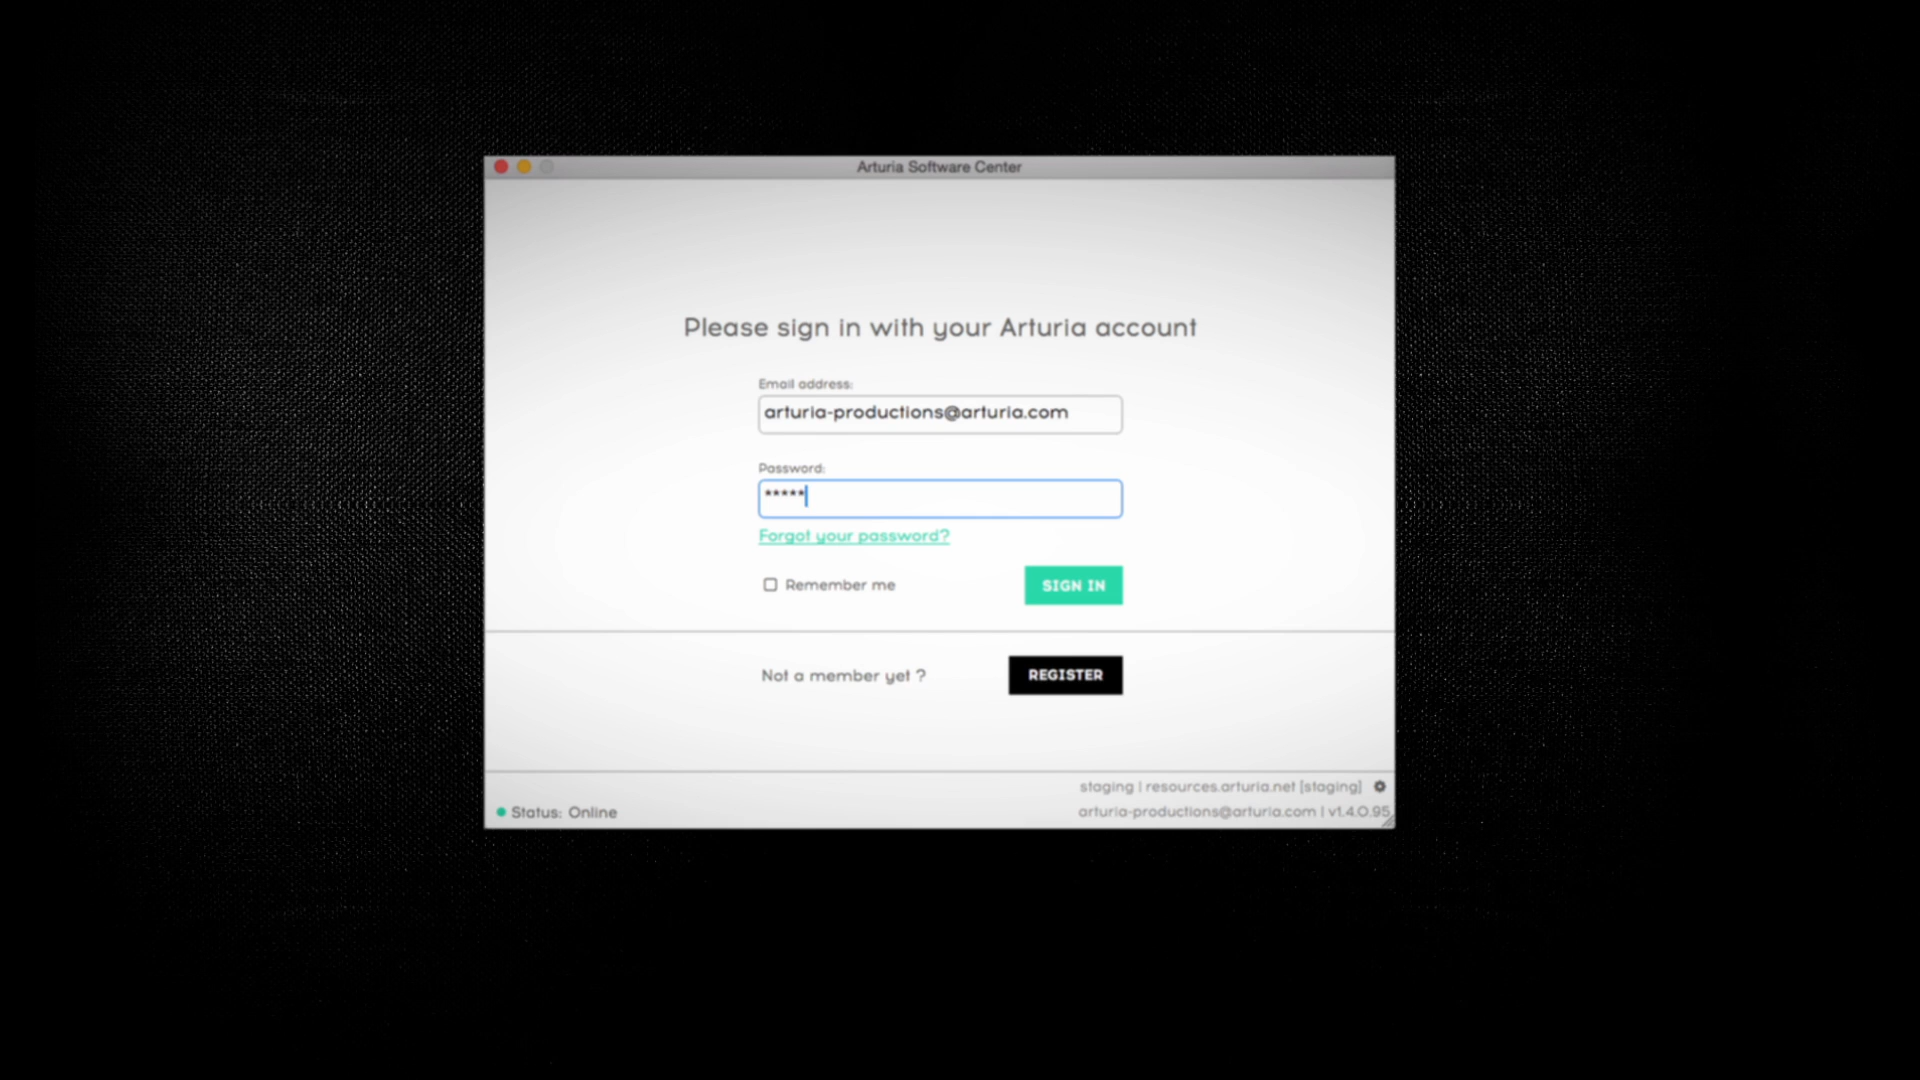 Arturia Software Center
Please sign in with your Arturia account
Email address:
arturia-productions@arturia.com
Password:
*****
Forgot your password?
Remember me
SIGN IN
Not a member yet ?
REGISTER
staging | resources.arturia.net [staging]
Status: Online
arturia-productions@arturia.com | v1.4.0.95